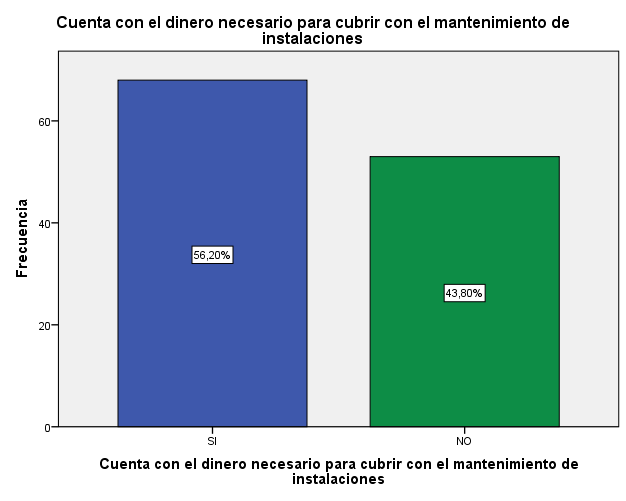 Cuenta con el dinero necesario para cubrir con el mantenimiento de
instalaciones
Frecuencia
60
40
20
0
56,20%
43,80%
SI
NO
Cuenta con el dinero necesario para cubrir con el mantenimiento de
instalaciones